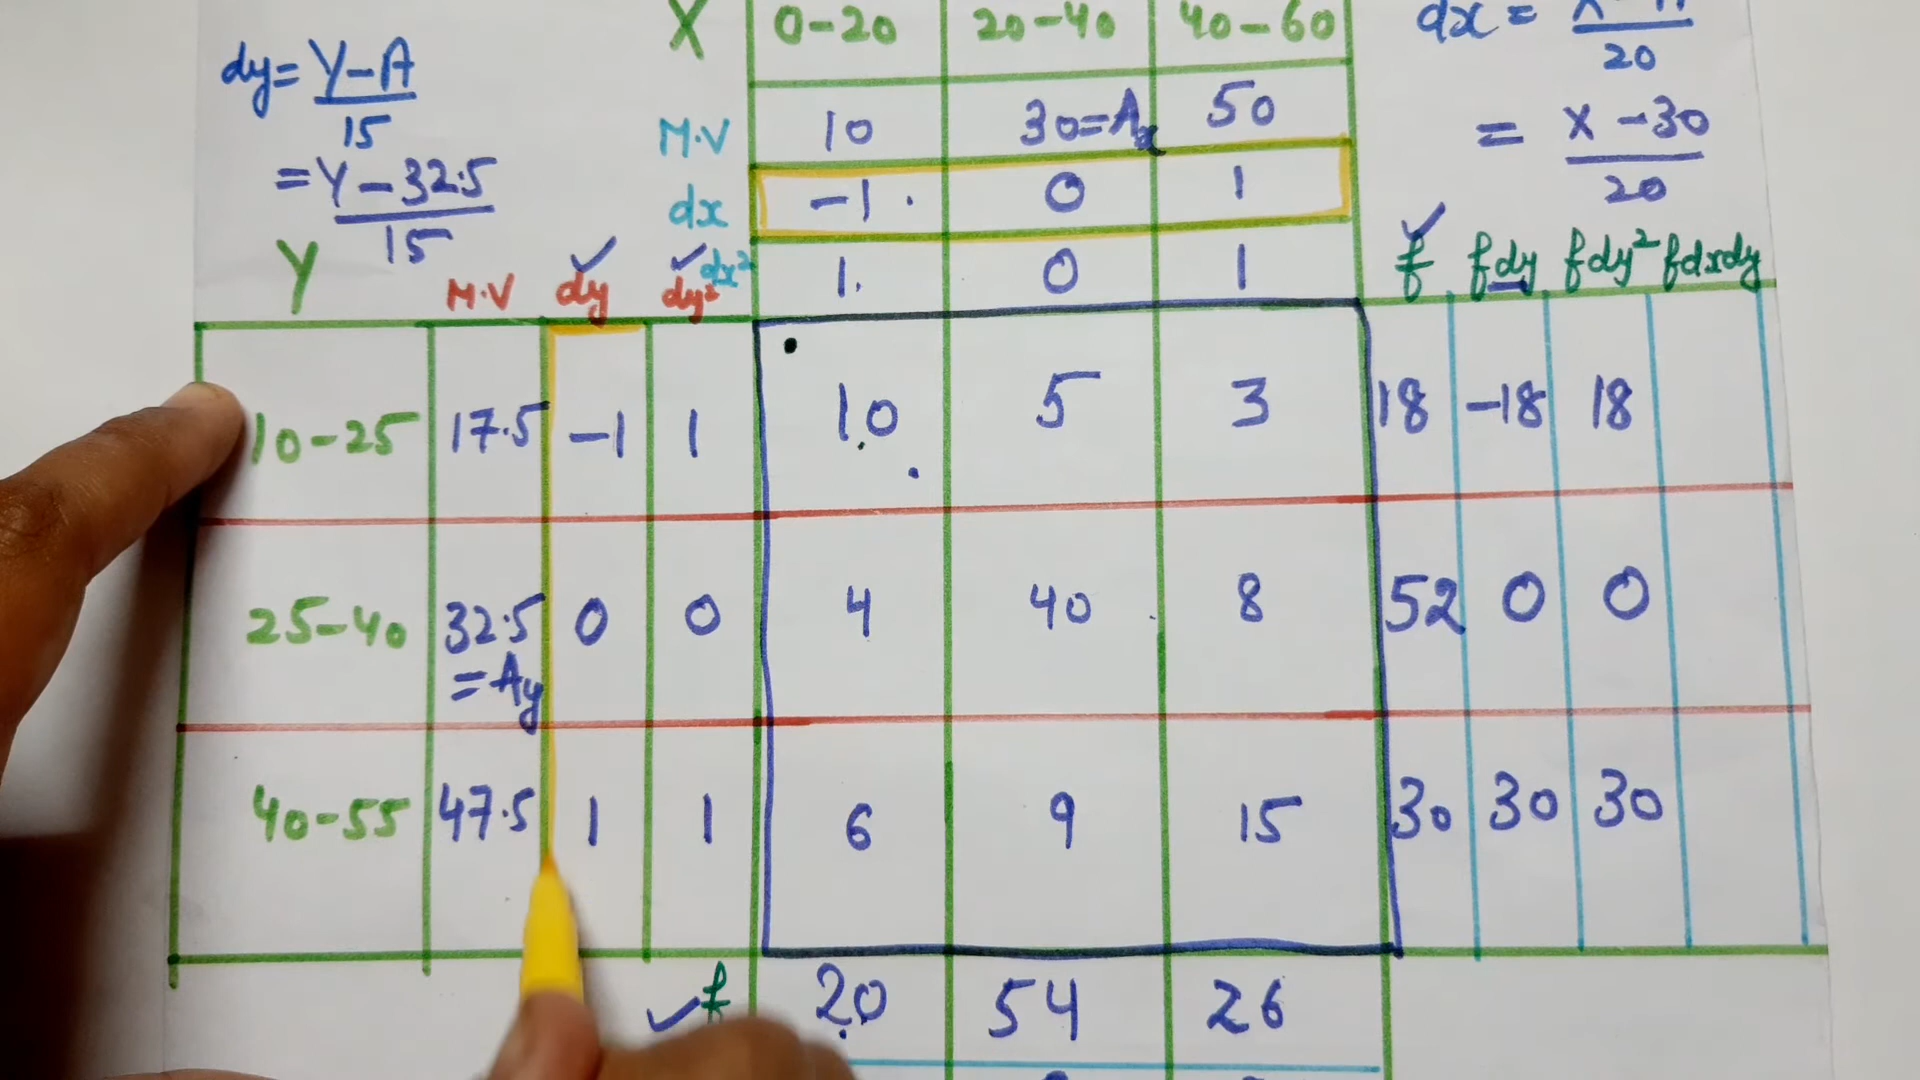 X 0-20 20-40 40-60
dy = Y-A / 15
= Y-32.5 / 15
dx = / 20
= X-30 / 20
M.V 10 30=Ax 50
dx -1 0 1
dx² 1 0 1
Y M.V dy dy² f fdy fdy² fdxdy
10-25 17.5 -1 1 10 5 3 18 -18 18
25-40 32.5 =Ay 0 0 4 40 8 52 0 0
40-55 47.5 1 1 6 9 15 30 30 30
f 20 54 26